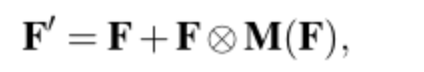 F′ = F + F ⊗ M(F),